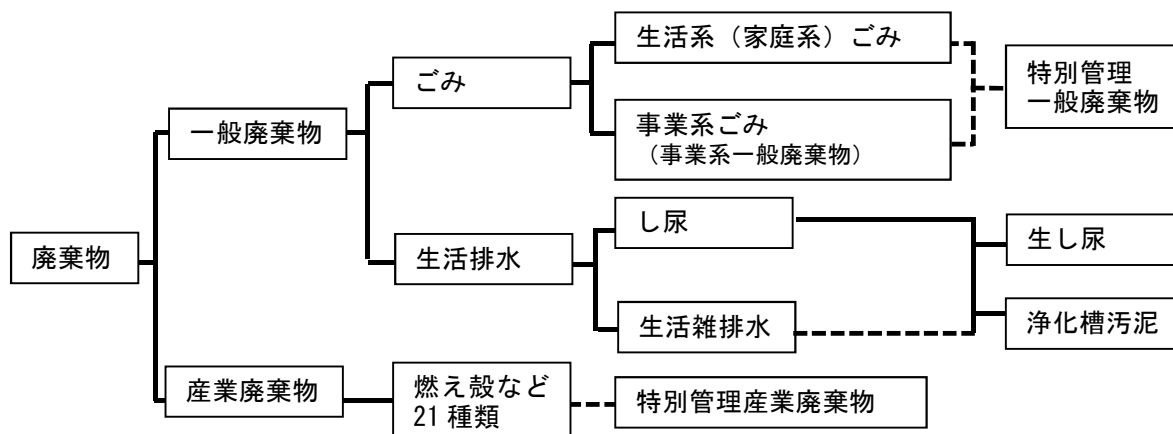 生活系（家庭系）ごみ
特別管理
一般廃棄物
ごみ
事業系ごみ
（事業系一般廃棄物）
一般廃棄物
し尿
生し尿
廃棄物
生活排水
生活雑排水
浄化槽汚泥
産業廃棄物
燃え殻など
21 種類
特別管理産業廃棄物